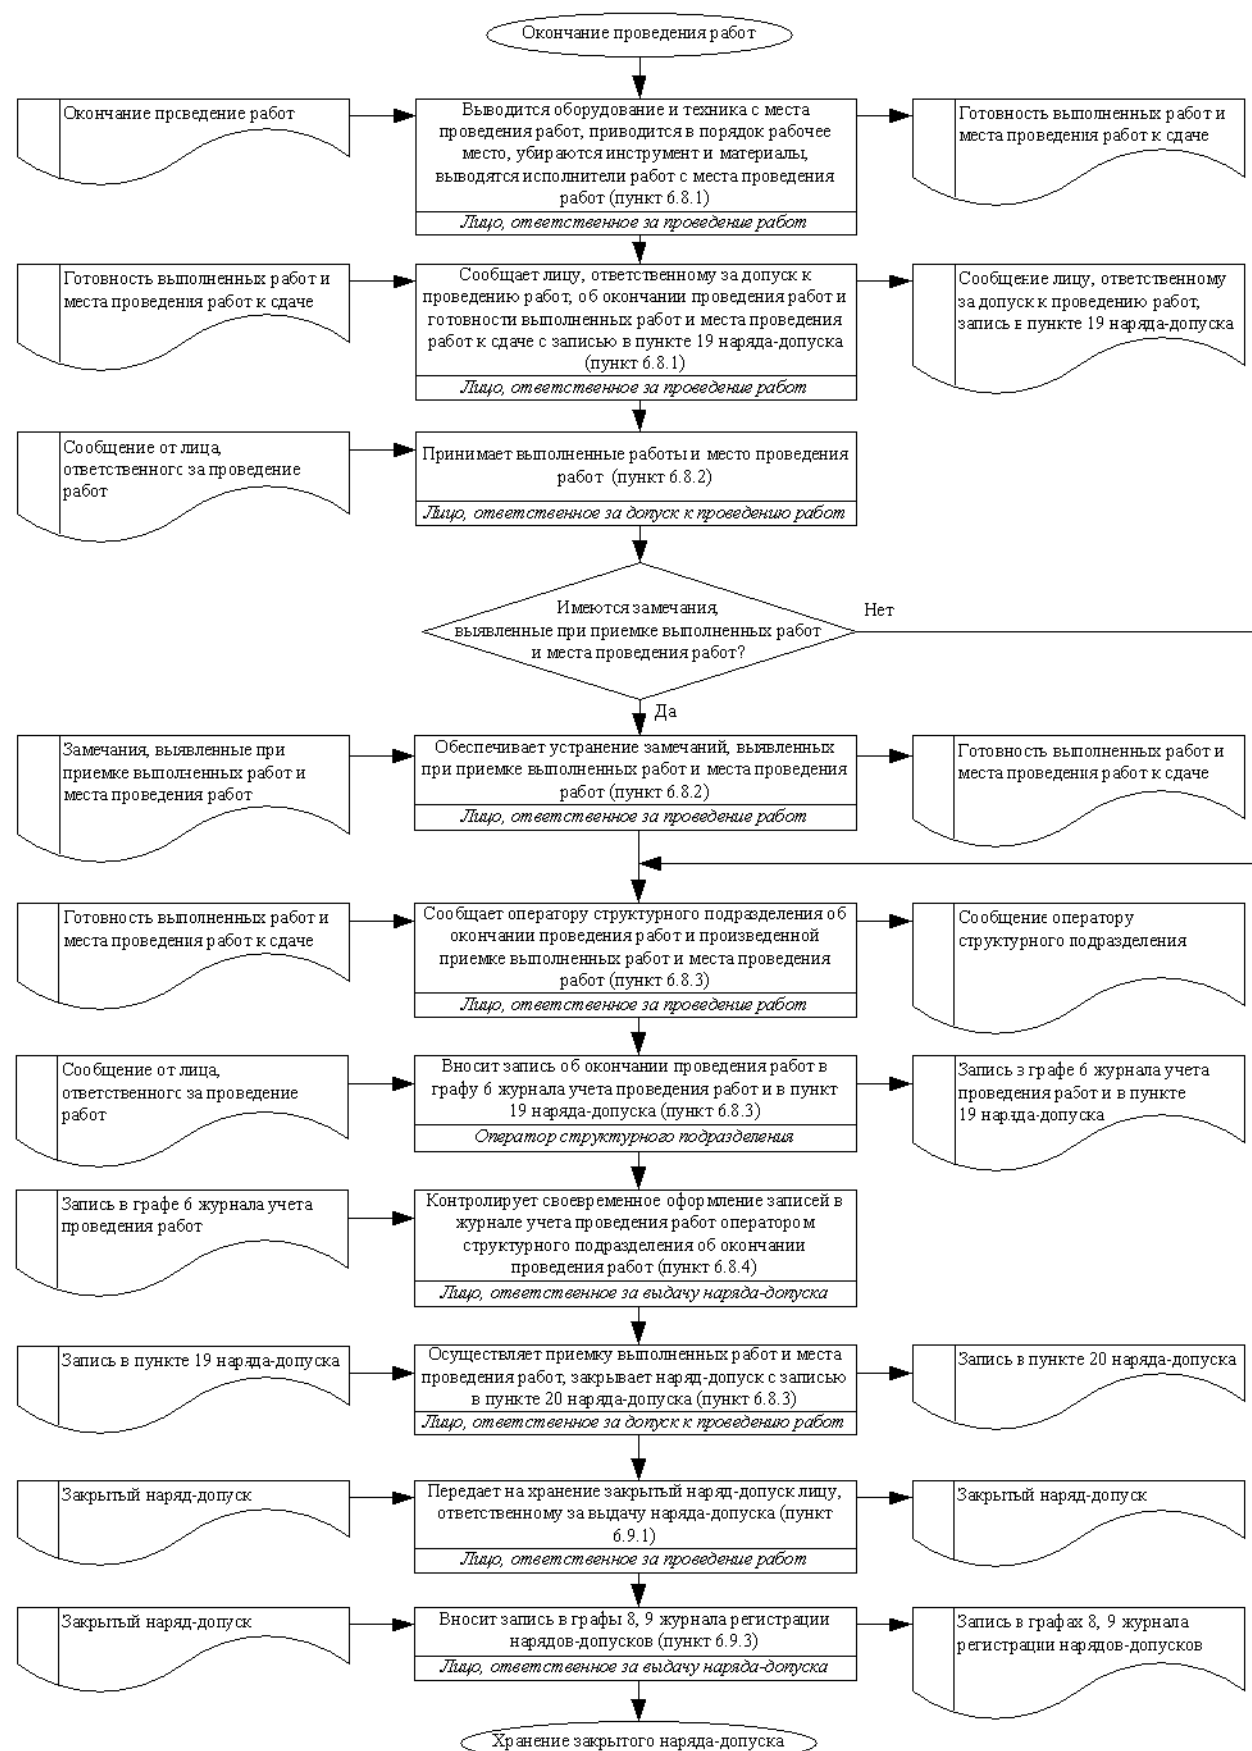 Окончание проведения работ
Окончание прсведение работ
Выводится оборудование и техника с места
проведения работ, приводится в порядок рабочее
место, убираются инструмент и материалы,
выводятся исполнители работ с места проведения
работ (пункт 6.8.1)
Лицо, ответственное за проведение работ
Готовность выполненных работ и
места проведения работ к сдаче
Готовность выполненных работ и
места проведения работ к сдаче
Сообщает лицу, ответственному за допуск к
проведению работ, об окончании проведения работ и
готовности выполненных работ и места проведения
работ к сдаче с записью в пункте 19 наряда-допуска
(пункт 6.8.1)
Лицо, ответственное за проведение работ
Сообщение лицу, ответственному
за допуск к проведению работ,
запись в пункте 19 наряда-допуска
Сообщение от лица,
ответственногс за проведение
работ
Принимает выполненные работы и место проведения
работ (пункт 6.8.2)
Лицо, ответственное за допуск к проведению работ
Имеются замечания,
выявленные при приемке выполненных работ
и места проведения работ?
Нет
Да
Замечания, выявленные при
приемке выполненных работ и
места проведения работ
Обеспечивает устранение замечаний, выявленных
при приемке выполненных работ и места проведения
работ (пункт 6.8.2)
Лицо, ответственное за проведение работ
Готовность выполненных работ и
места проведения работ к сдаче
Готовность выполненных работ и
места проведения работ к сдаче
Сообщает оператору структурного подразделения об
окончании проведения работ и произведенной
приемке выполненных работ и места проведения
работ (пункт 6.8.3)
Лицо, ответственное за проведение работ
Сообщение оператору
структурного подразделения
Сообщение от лица,
ответственного за проведение
работ
Вносит запись об окончании проведения работ в
графу 6 журнала учета проведения работ и в пункт
19 наряда-допуска (пункт 6.8.3)
Оператор структурного подразделения
Запись з графе 6 журнала учета
проведения работ и в пункте
19 наряда-допуска
Запись в графе 6 журнала учета
проведения работ
Контролирует своевременное оформление записей в
журнале учета проведения работ оператором
структурного подразделения об окончании
проведения работ (пункт 6.8.4)
Лицо, ответственное за выдачу наряда-допуска
Запись в пункте 19 наряда-допуска
Осуществляет приемку выполненных работ и места
проведения работ, закрывает наряд-допуск с записью
в пункте 20 наряда-допуска (пункт 6.8.3)
Лицо, ответственное за допуск к проведению работ
Запись в пункте 20 наряда-допуска
Закрытый наряд-допуск
Передает на хранение закрытый наряд-допуск лицу,
ответственному за выдачу наряда-допуска (пункт
6.9.1)
Лицо, ответственное за проведение работ
Закрытый наряд-допуск
Закрытый наряд-допуск
Вносит запись в графы 8, 9 журнала регистрации
нарядов-допусков (пункт 6.9.3)
Лицо, ответственное за выдачу наряда-допуска
Запись в графах 8, 9 журнала
регистрации нарядов-допусков
Хранение закрытого наряда-допуска